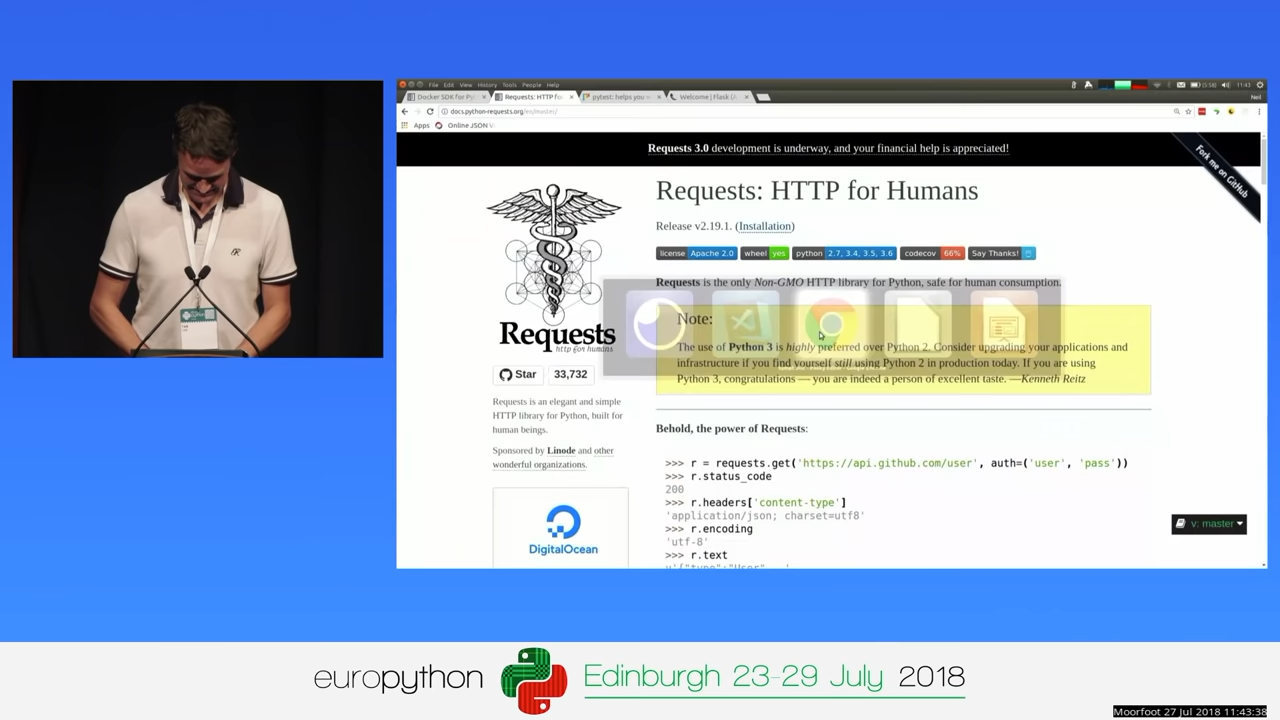 File Edit View History Tools People Help
(5:58)
11:43
Docker SDK for Py
Requests: HTTP fo
pytest: helps you w
Welcome | Flask (A
Neil
docs.python-requests.org/en/master/
Apps
Online JSON V
Requests 3.0 development is underway, and your financial help is appreciated!
Fork me on GitHub
Requests
http for humans
Star
33,732
Requests is an elegant and simple
HTTP library for Python, built for
human beings.
Sponsored by Linode and other
wonderful organizations.
DigitalOcean
Requests: HTTP for Humans
Release v2.19.1. (Installation)
license Apache 2.0 wheel yes python 2.7, 3.4, 3.5, 3.6 codecov 66% Say Thanks!
Requests is the only Non-GMO HTTP library for Python, safe for human consumption.
Note:
The use of Python 3 is highly preferred over Python 2. Consider upgrading your applications and
infrastructure if you find yourself still using Python 2 in production today. If you are using
Python 3, congratulations — you are indeed a person of excellent taste. —Kenneth Reitz
Behold, the power of Requests:
>>> r = requests.get('https://api.github.com/user', auth=('user', 'pass'))
>>> r.status_code
200
>>> r.headers['content-type']
'application/json; charset=utf8'
>>> r.encoding
'utf-8'
>>> r.text
u'{"type":"User"...'
v: master
europython
Edinburgh 23-29 July 2018
Moorfoot 27 Jul 2018 11:43:38